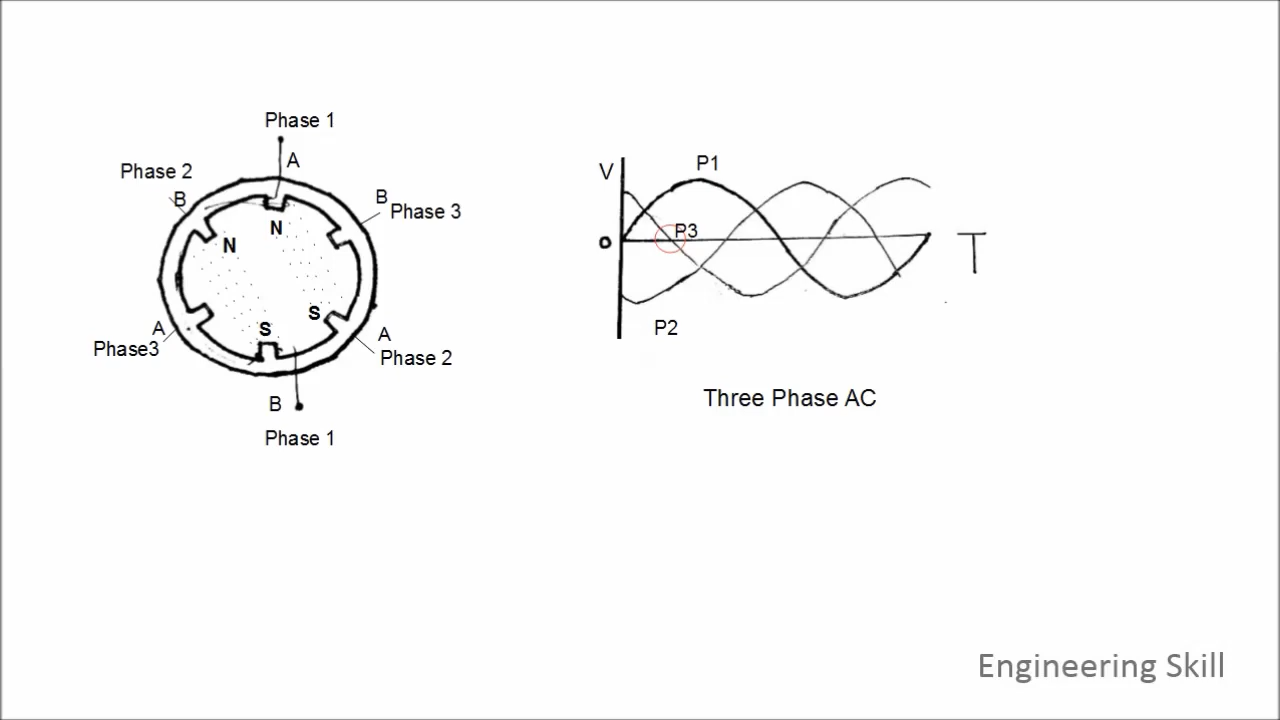 Phase 1
A
Phase 2
B
B
Phase 3
N
N
S
S
A
Phase3
A
Phase 2
B
Phase 1
V
P1
P3
O
T
P2
Three Phase AC
Engineering Skill